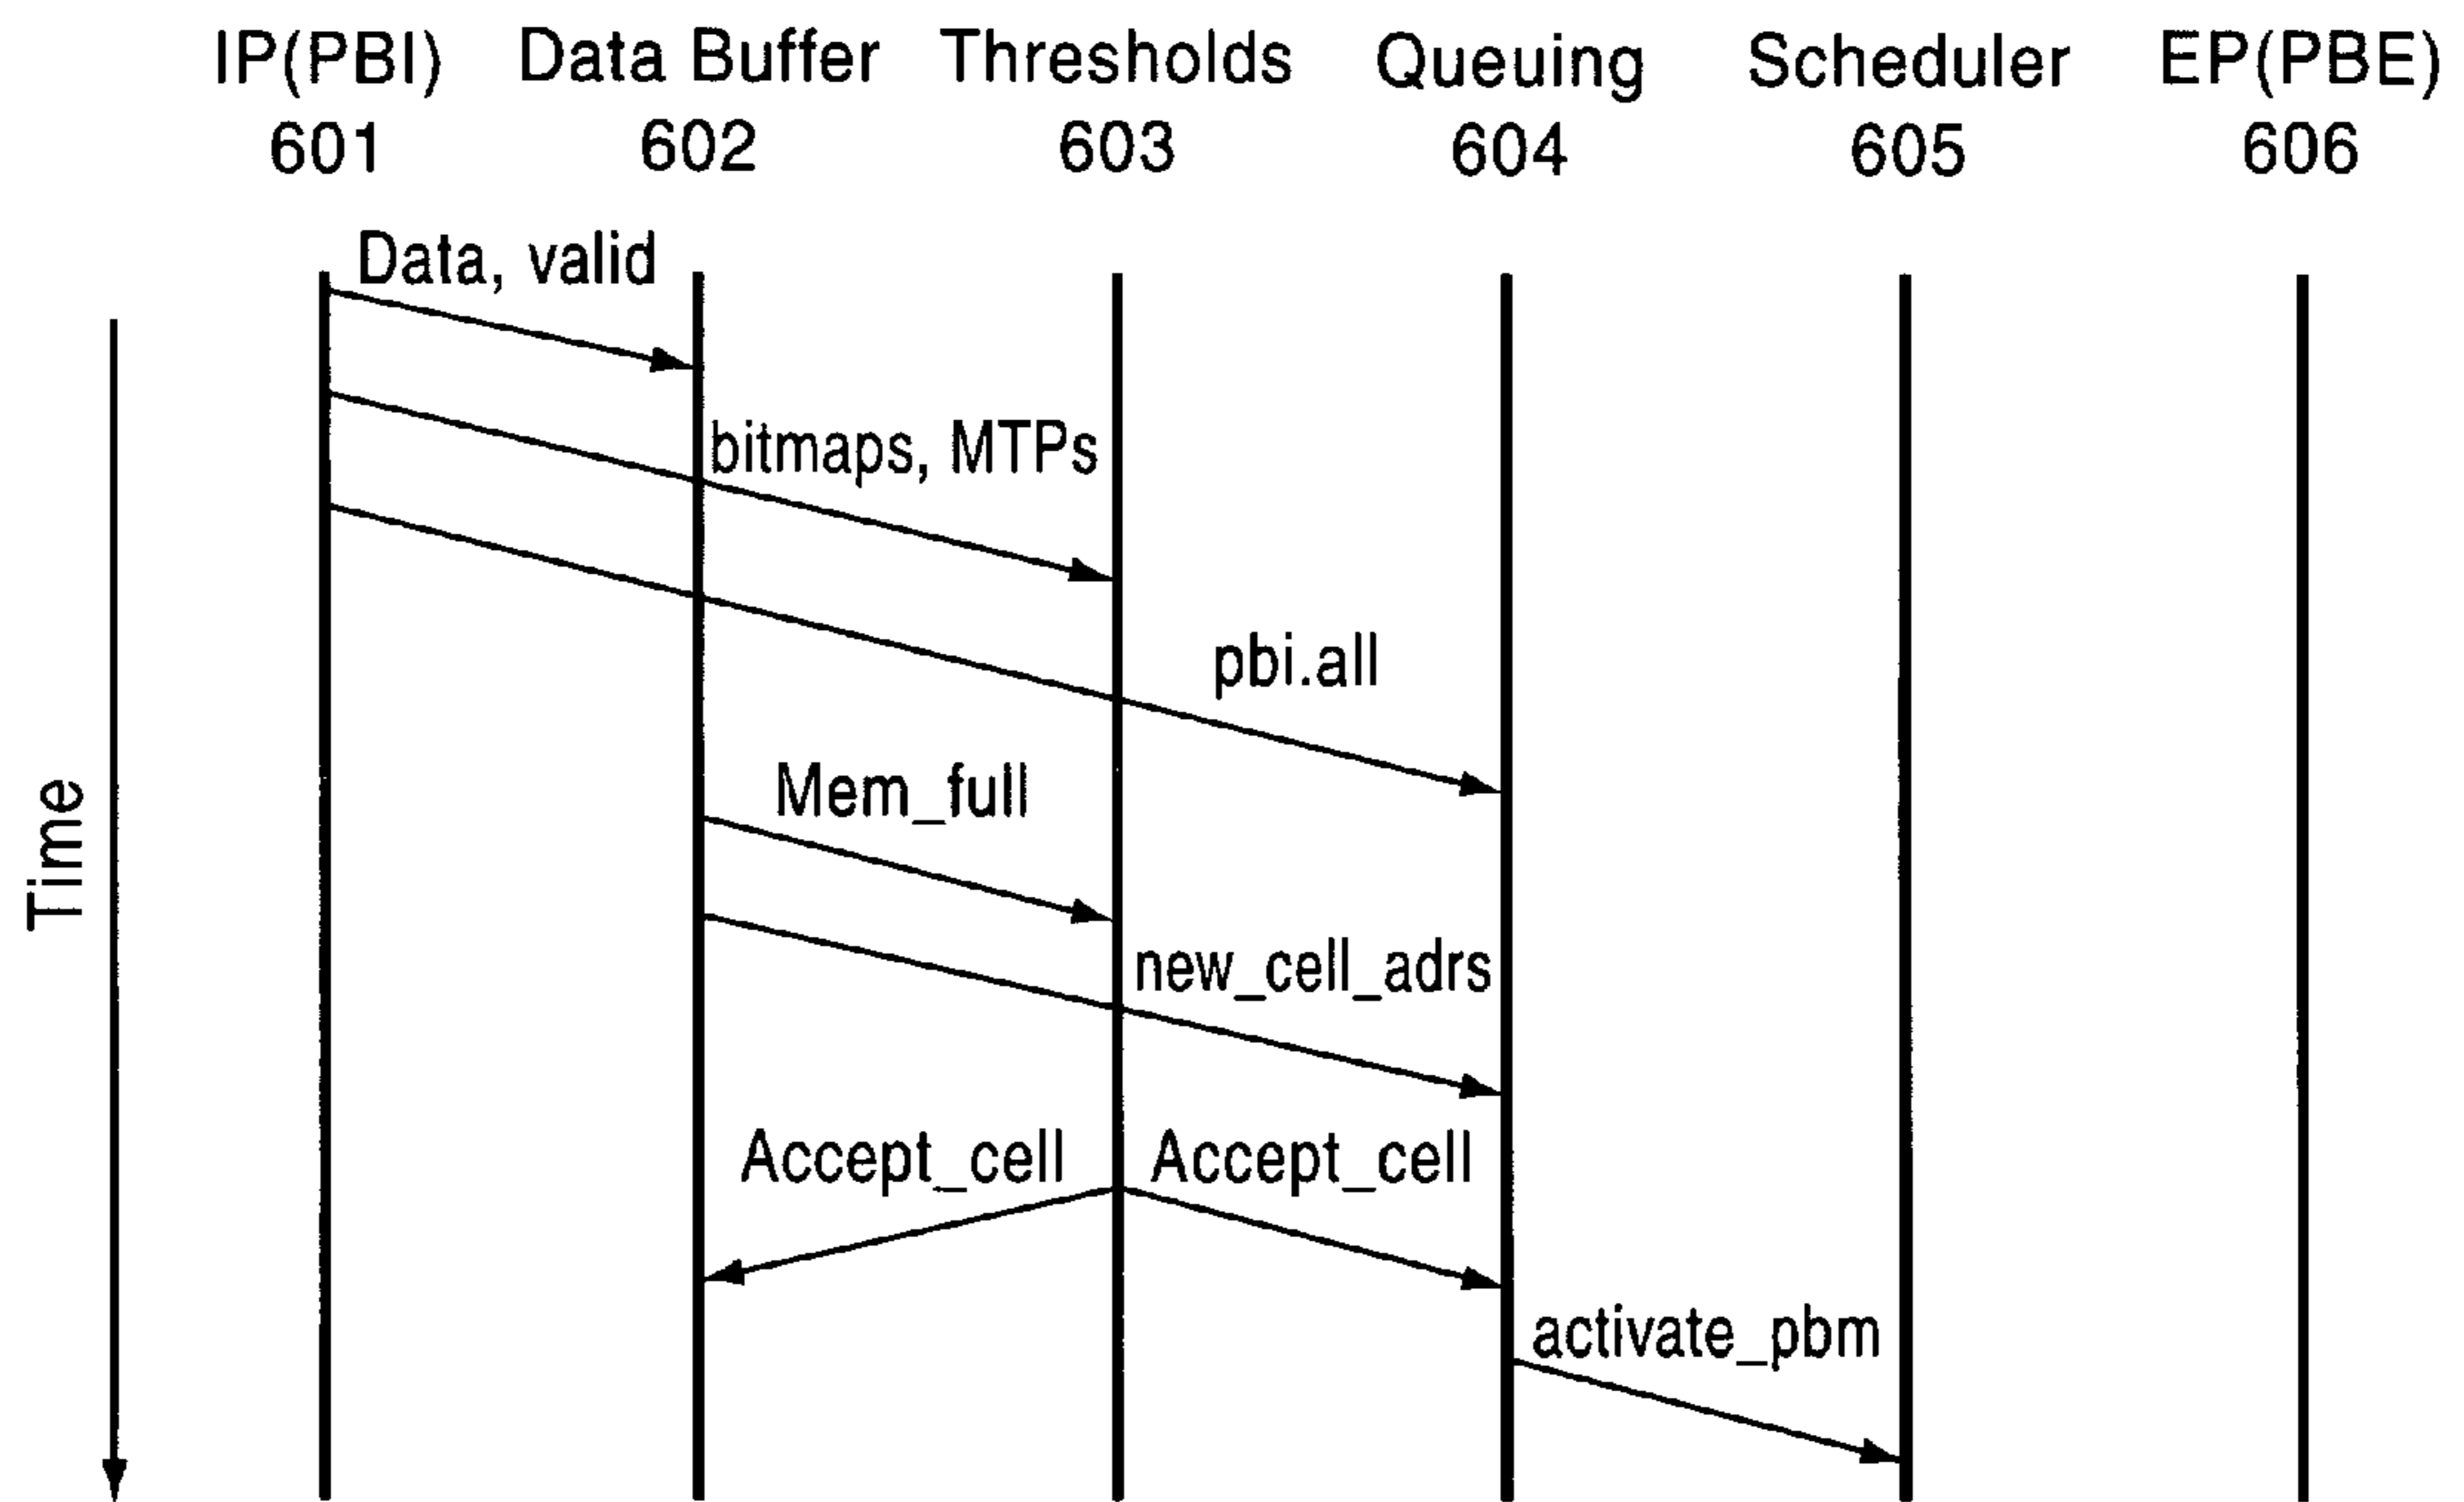 IP(PBI) Data Buffer Thresholds Queuing Scheduler EP(PBE)
601 602 603 604 605 606
Data, valid
bitmaps, MTPs
pbi.all
Mem_full
new_cell_adrs
Accept_cell Accept_cell
activate_pbm
Time